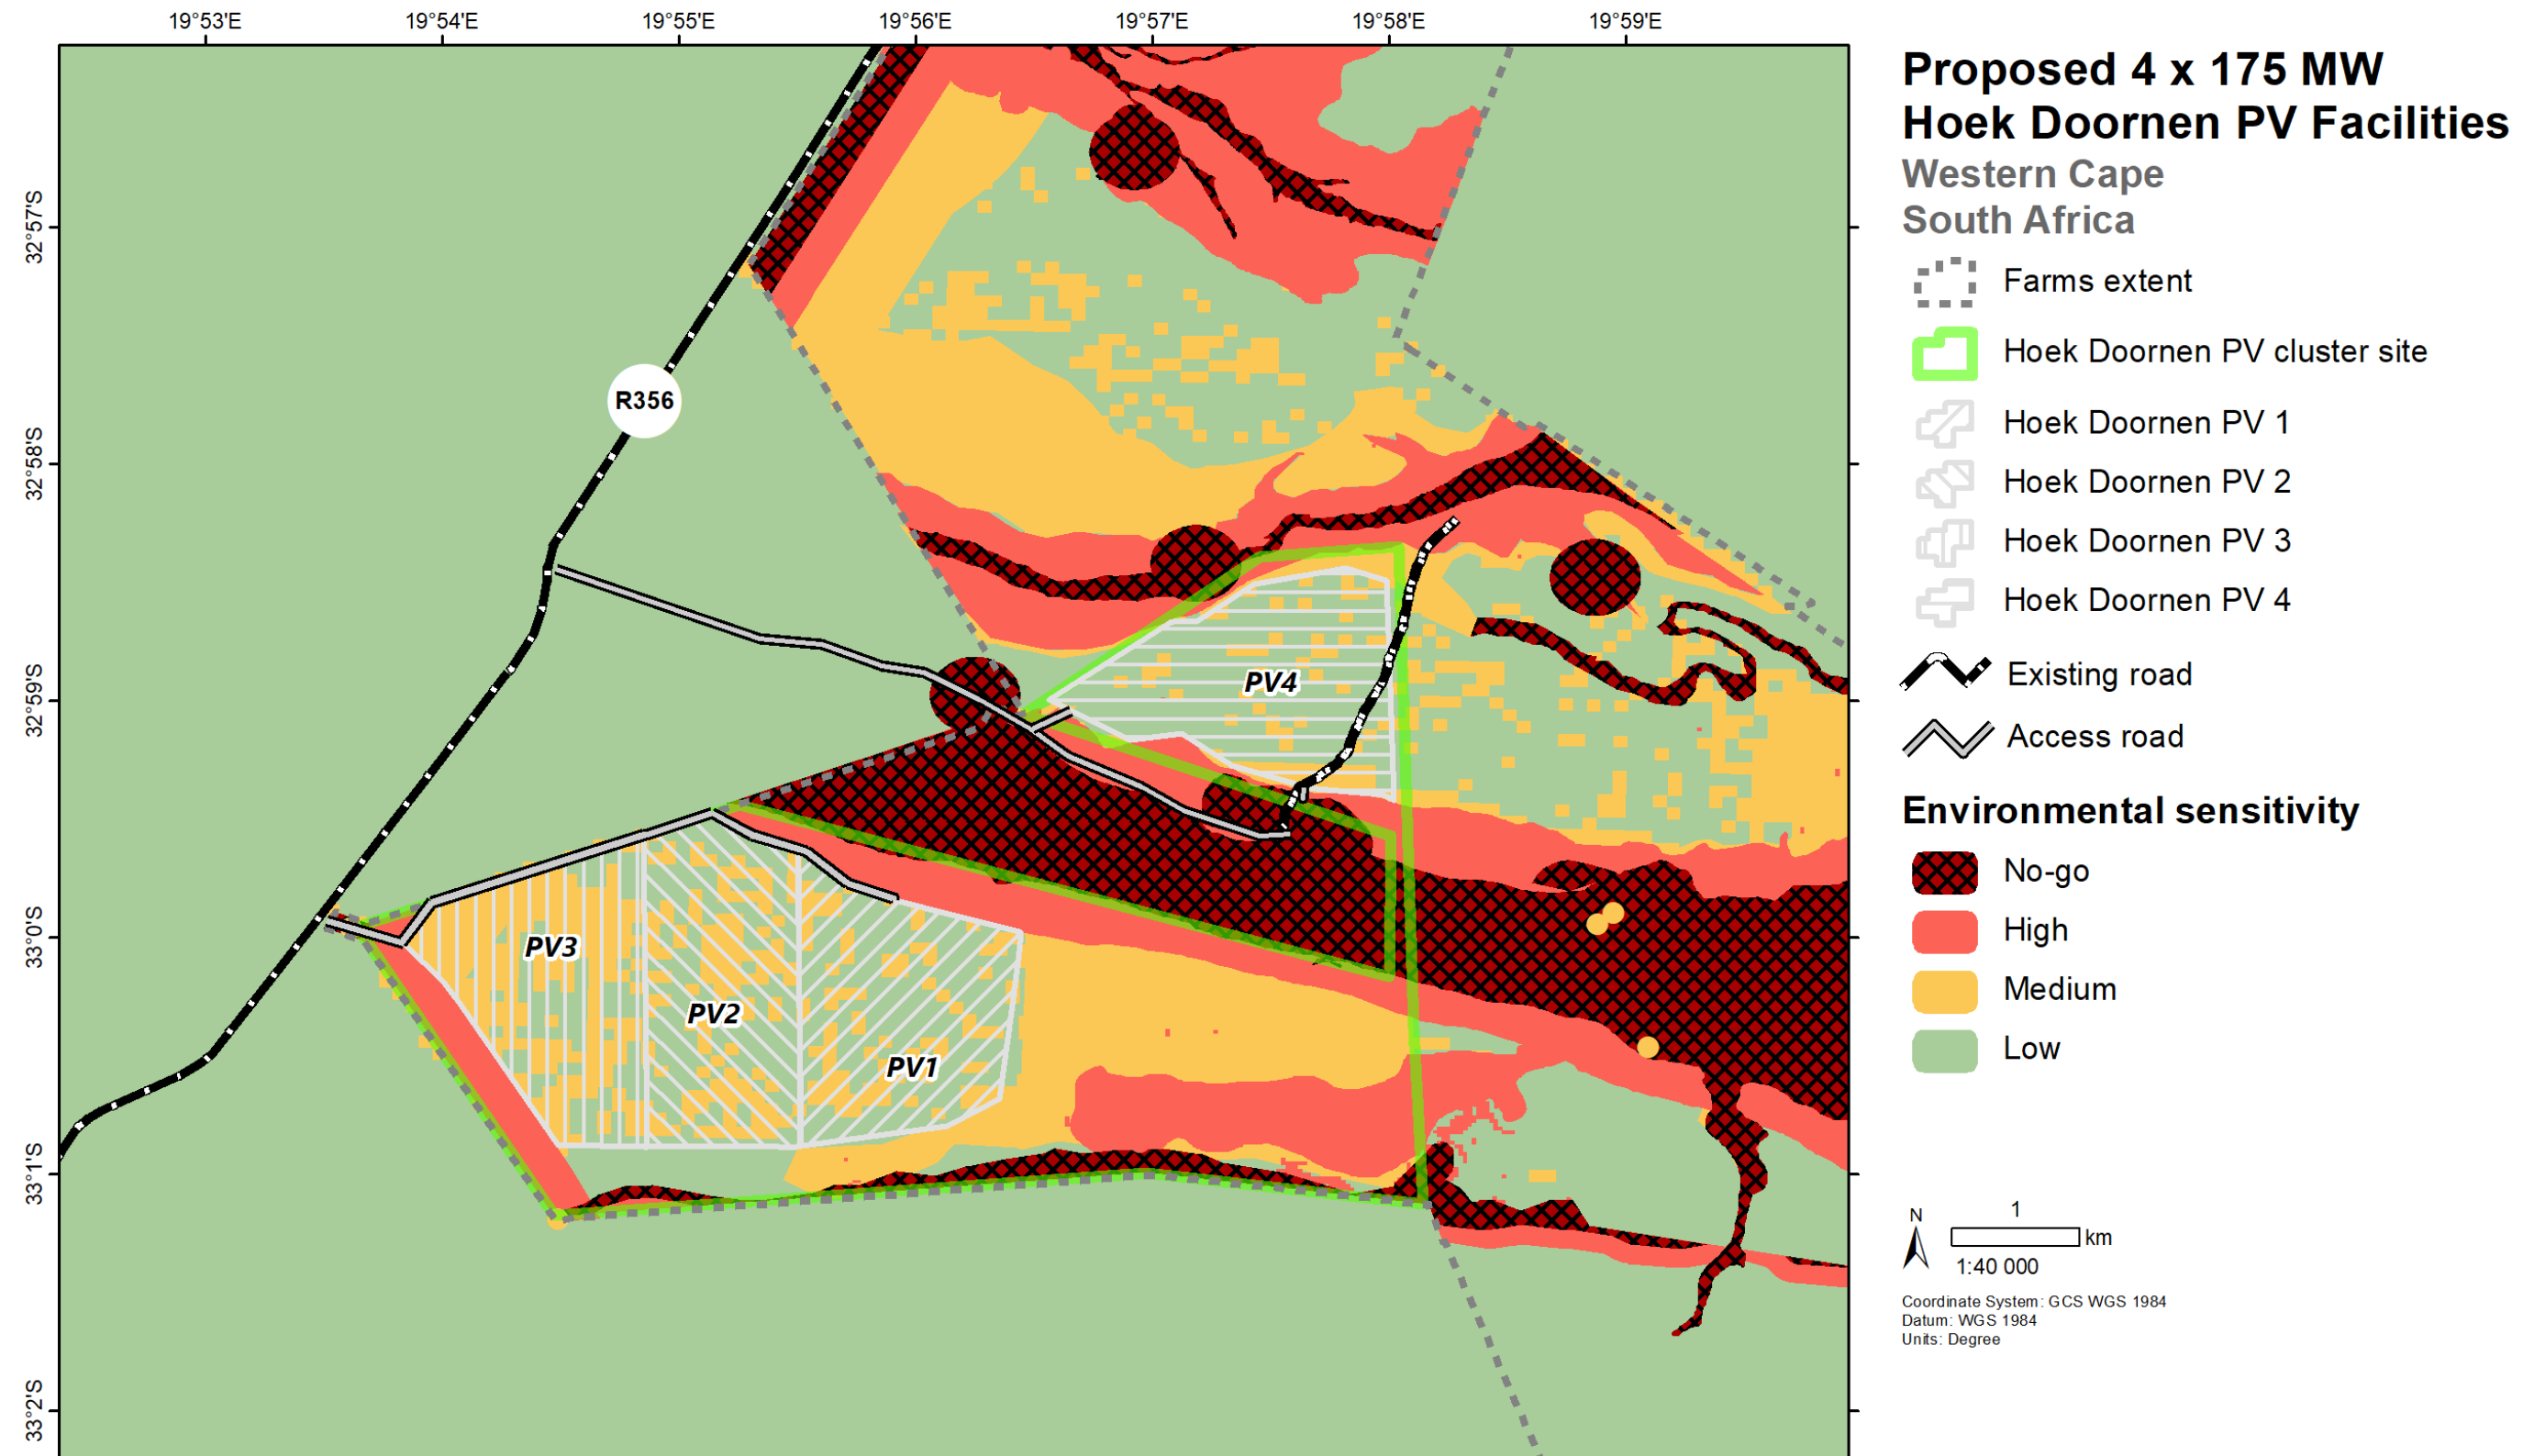 19°53'E 19°54'E 19°55'E 19°56'E 19°57'E 19°58'E 19°59'E
32°57'S
32°58'S
32°59'S
33°0'S
33°1'S
33°2'S
R356
PV4
PV3
PV2
PV1
Proposed 4 x 175 MW
Hoek Doornen PV Facilities
Western Cape
South Africa
Farms extent
Hoek Doornen PV cluster site
Hoek Doornen PV 1
Hoek Doornen PV 2
Hoek Doornen PV 3
Hoek Doornen PV 4
Existing road
Access road
Environmental sensitivity
No-go
High
Medium
Low
N
1
km
1:40 000
Coordinate System: GCS WGS 1984
Datum: WGS 1984
Units: Degree